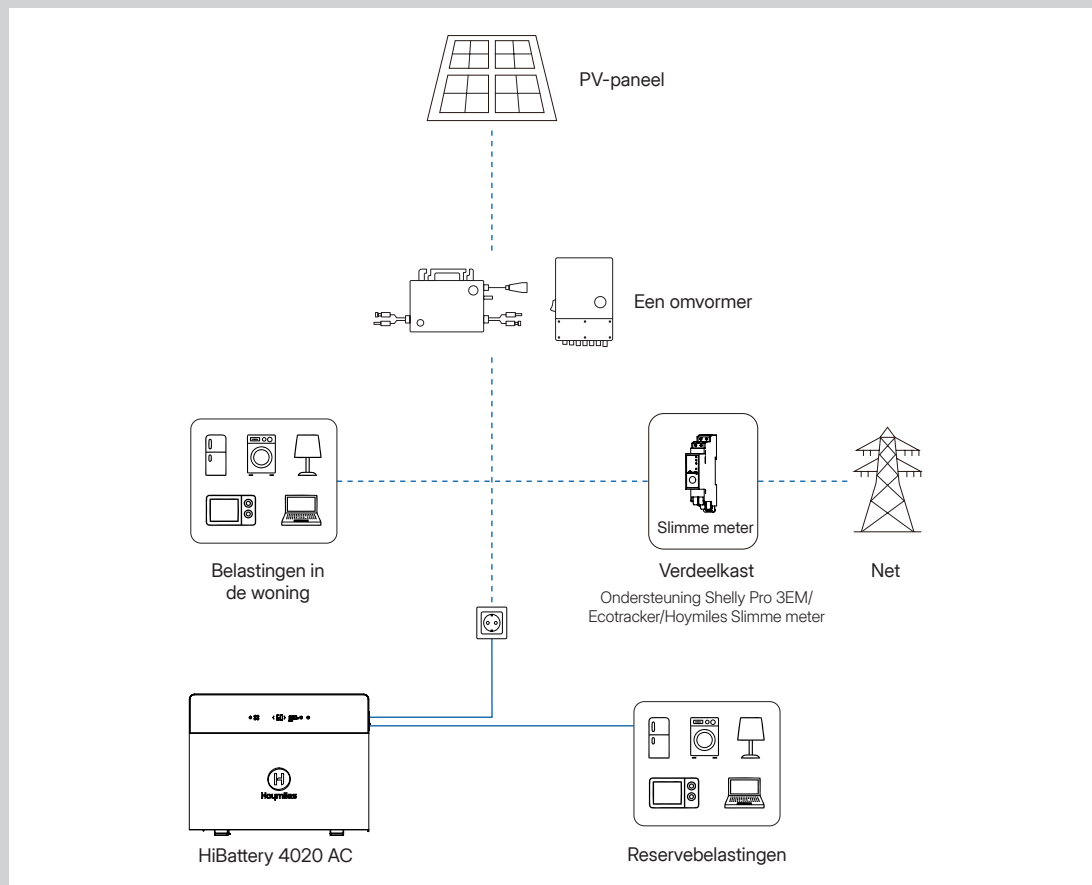 PV-paneel
Een omvormer
Slimme meter
Belastingen in
de woning
Verdeelkast
Ondersteuning Shelly Pro 3EM/
Ecotracker/Hoymiles Slimme meter
Net
Hoymiles
HiBattery 4020 AC
Reservebelastingen